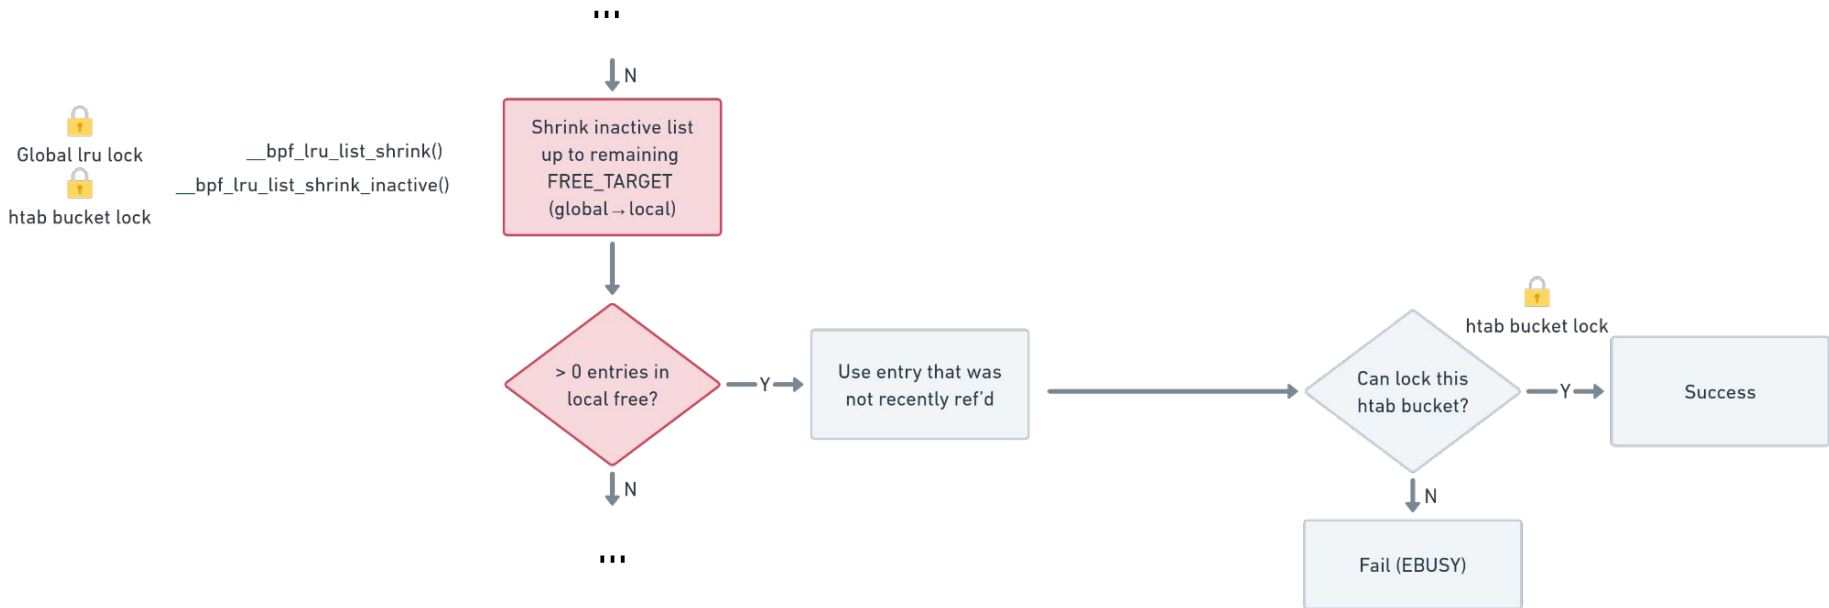 ...
N
Global lru lock
htab bucket lock
__bpf_lru_list_shrink()
__bpf_lru_list_shrink_inactive()
Shrink inactive list
up to remaining
FREE_TARGET
(global→local)
> 0 entries in
local free?
Y
Use entry that was
not recently ref'd
Can lock this
htab bucket?
htab bucket lock
Y
Success
N
Fail (EBUSY)
N
...